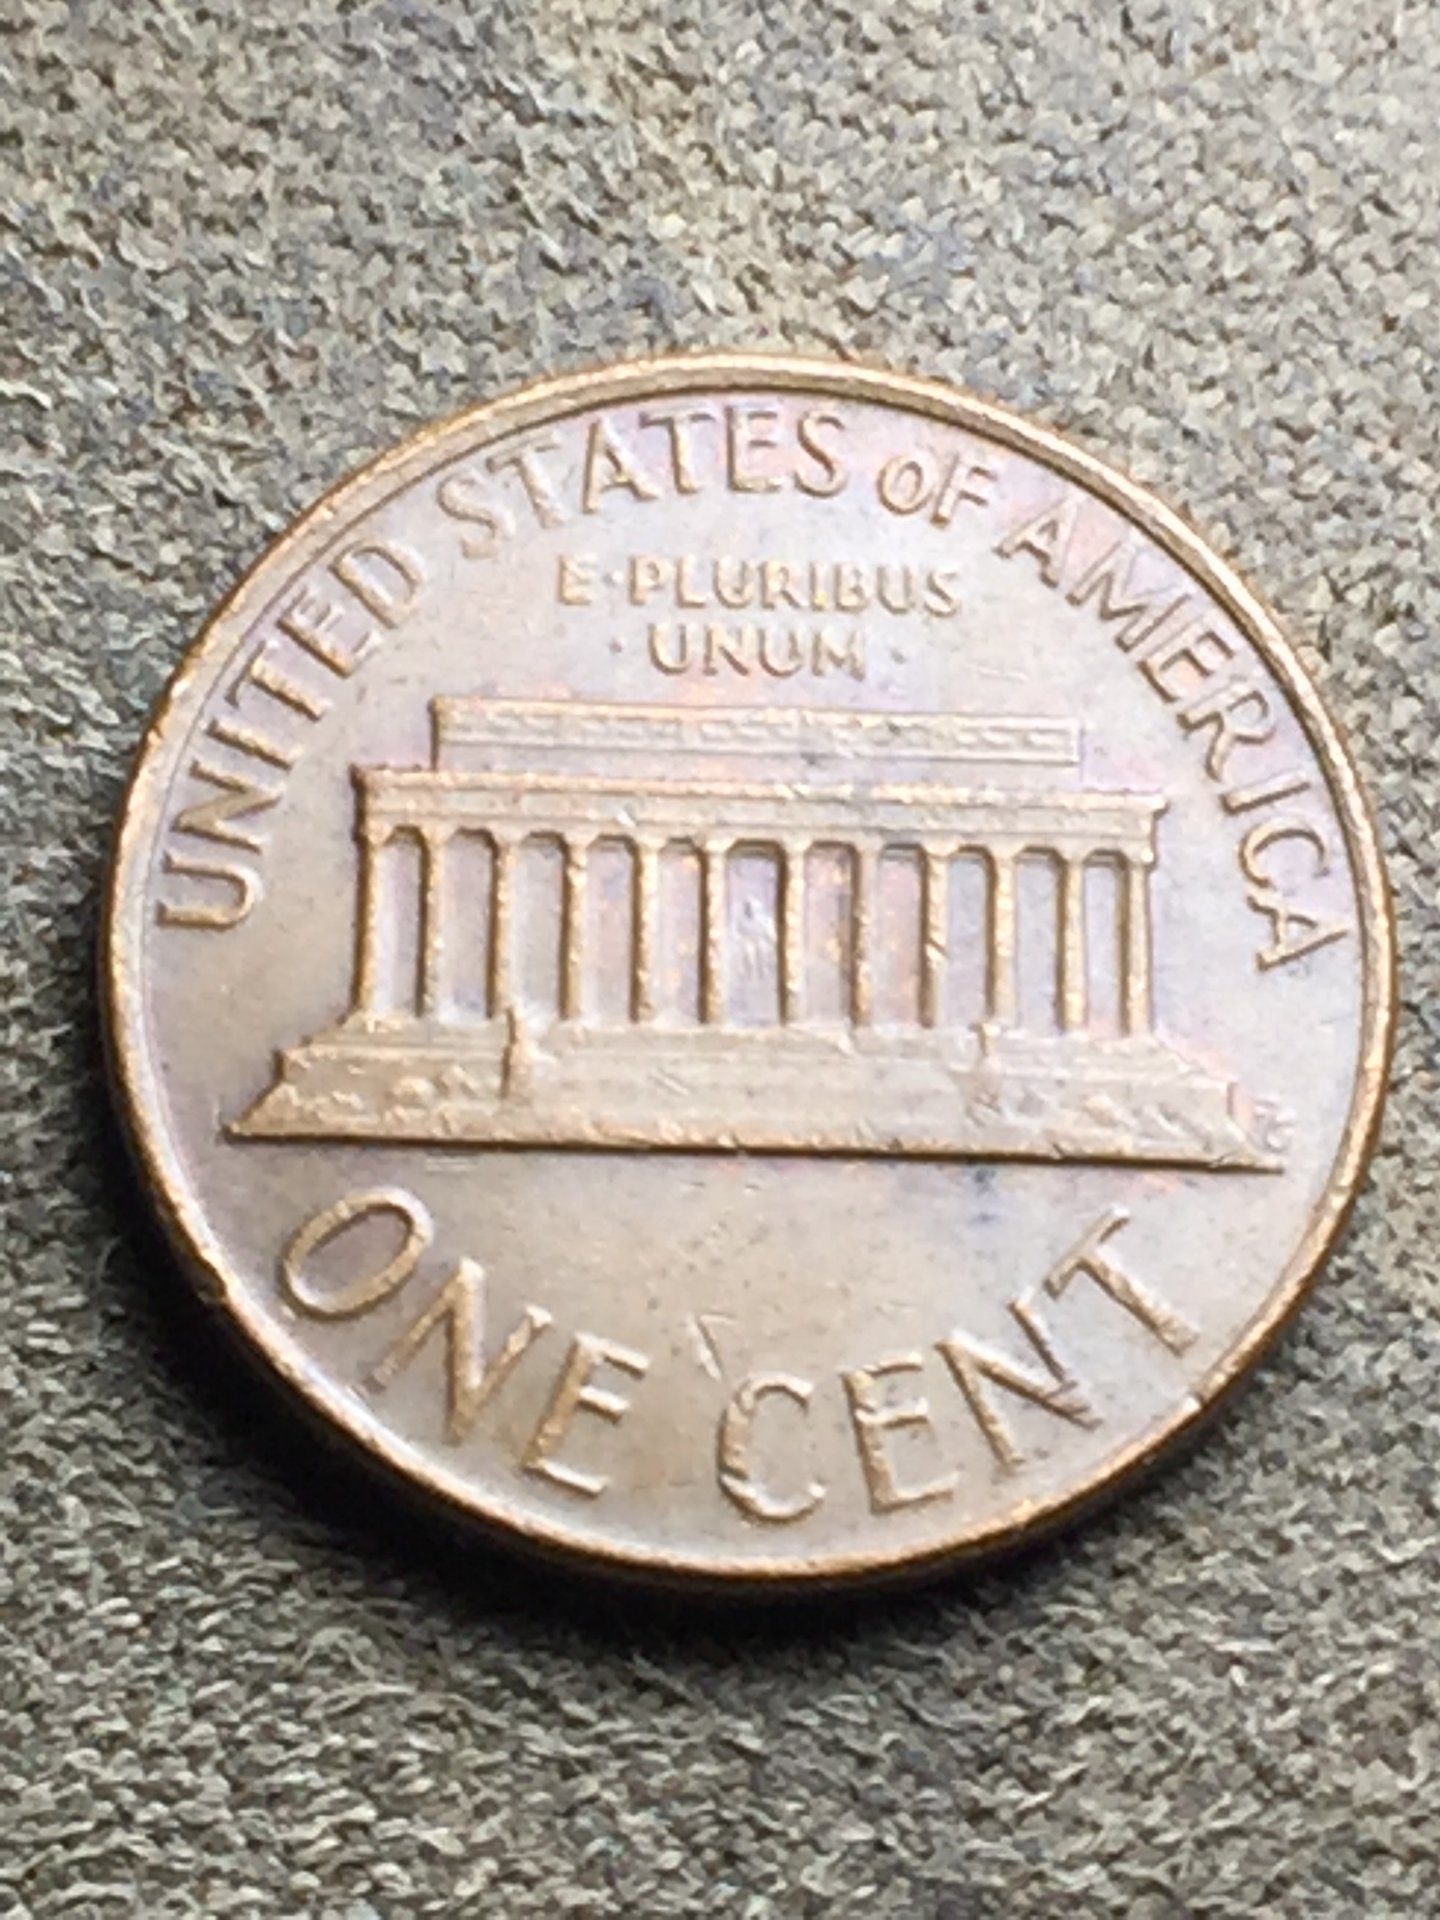 UNITED STATES OF AMERICA
E·PLURIBUS
·UNUM·
ONE CENT